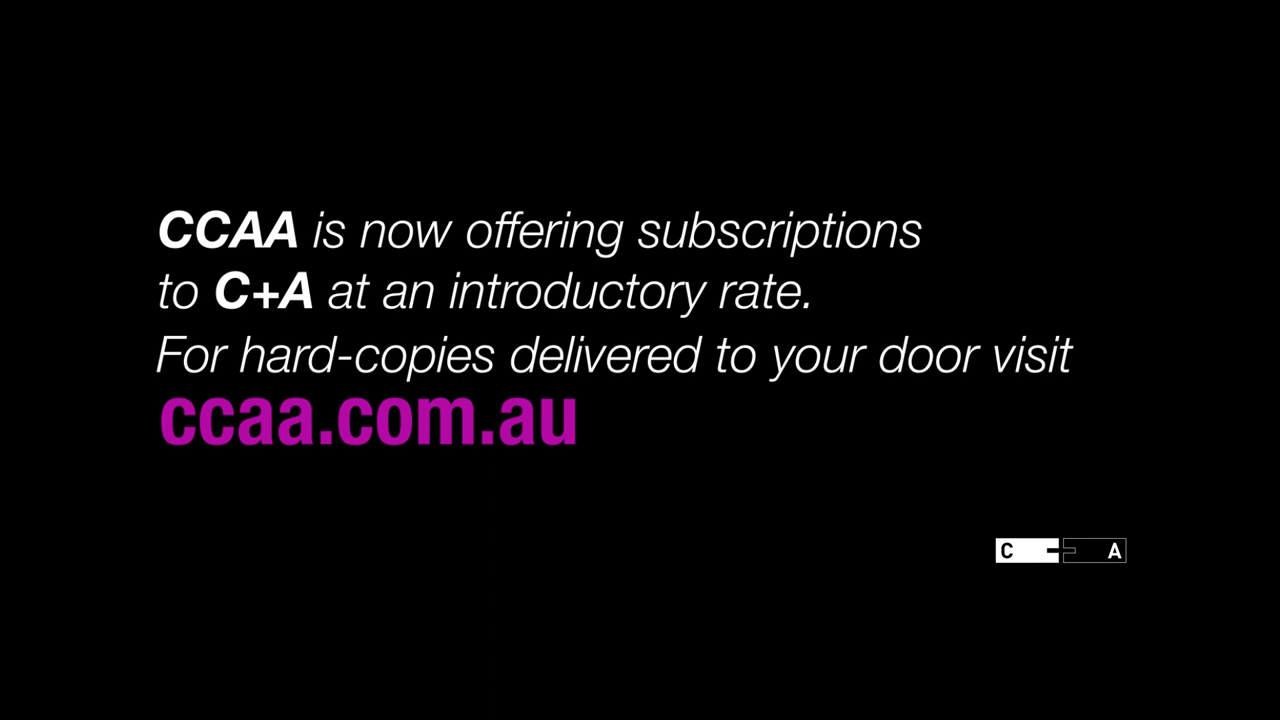 CCAA is now offering subscriptions
to C+A at an introductory rate.
For hard-copies delivered to your door visit
ccaa.com.au
C A